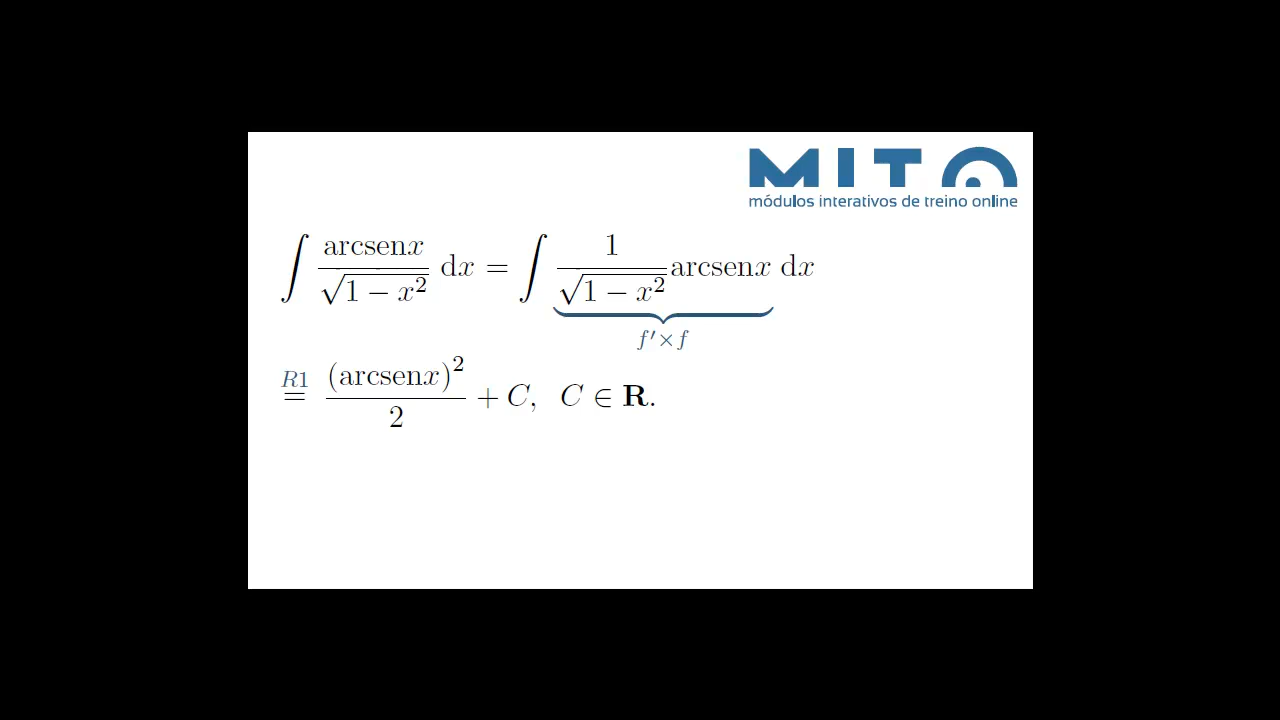 MITO
módulos interativos de treino online
∫ arcsenx/√(1 − x²) dx = ∫ 1/√(1 − x²) arcsenx dx
f′×f
R1
= (arcsenx)²/2 + C, C ∈ R.